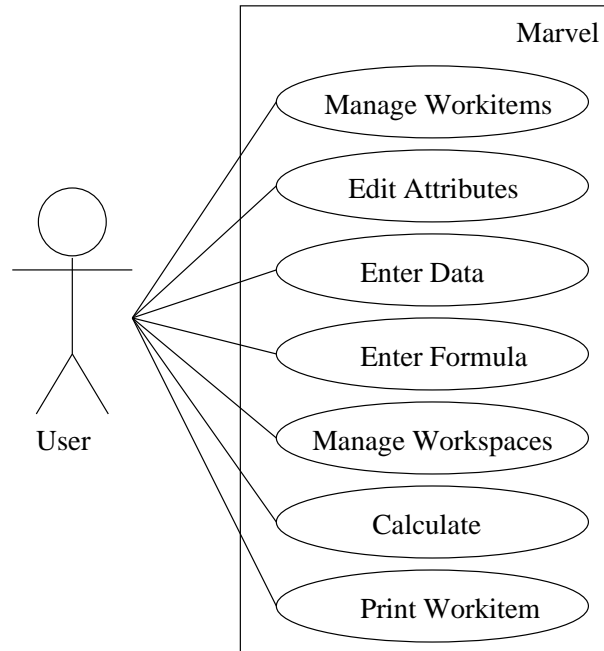 Marvel
Manage Workitems
Edit Attributes
Enter Data
Enter Formula
User
Manage Workspaces
Calculate
Print Workitem